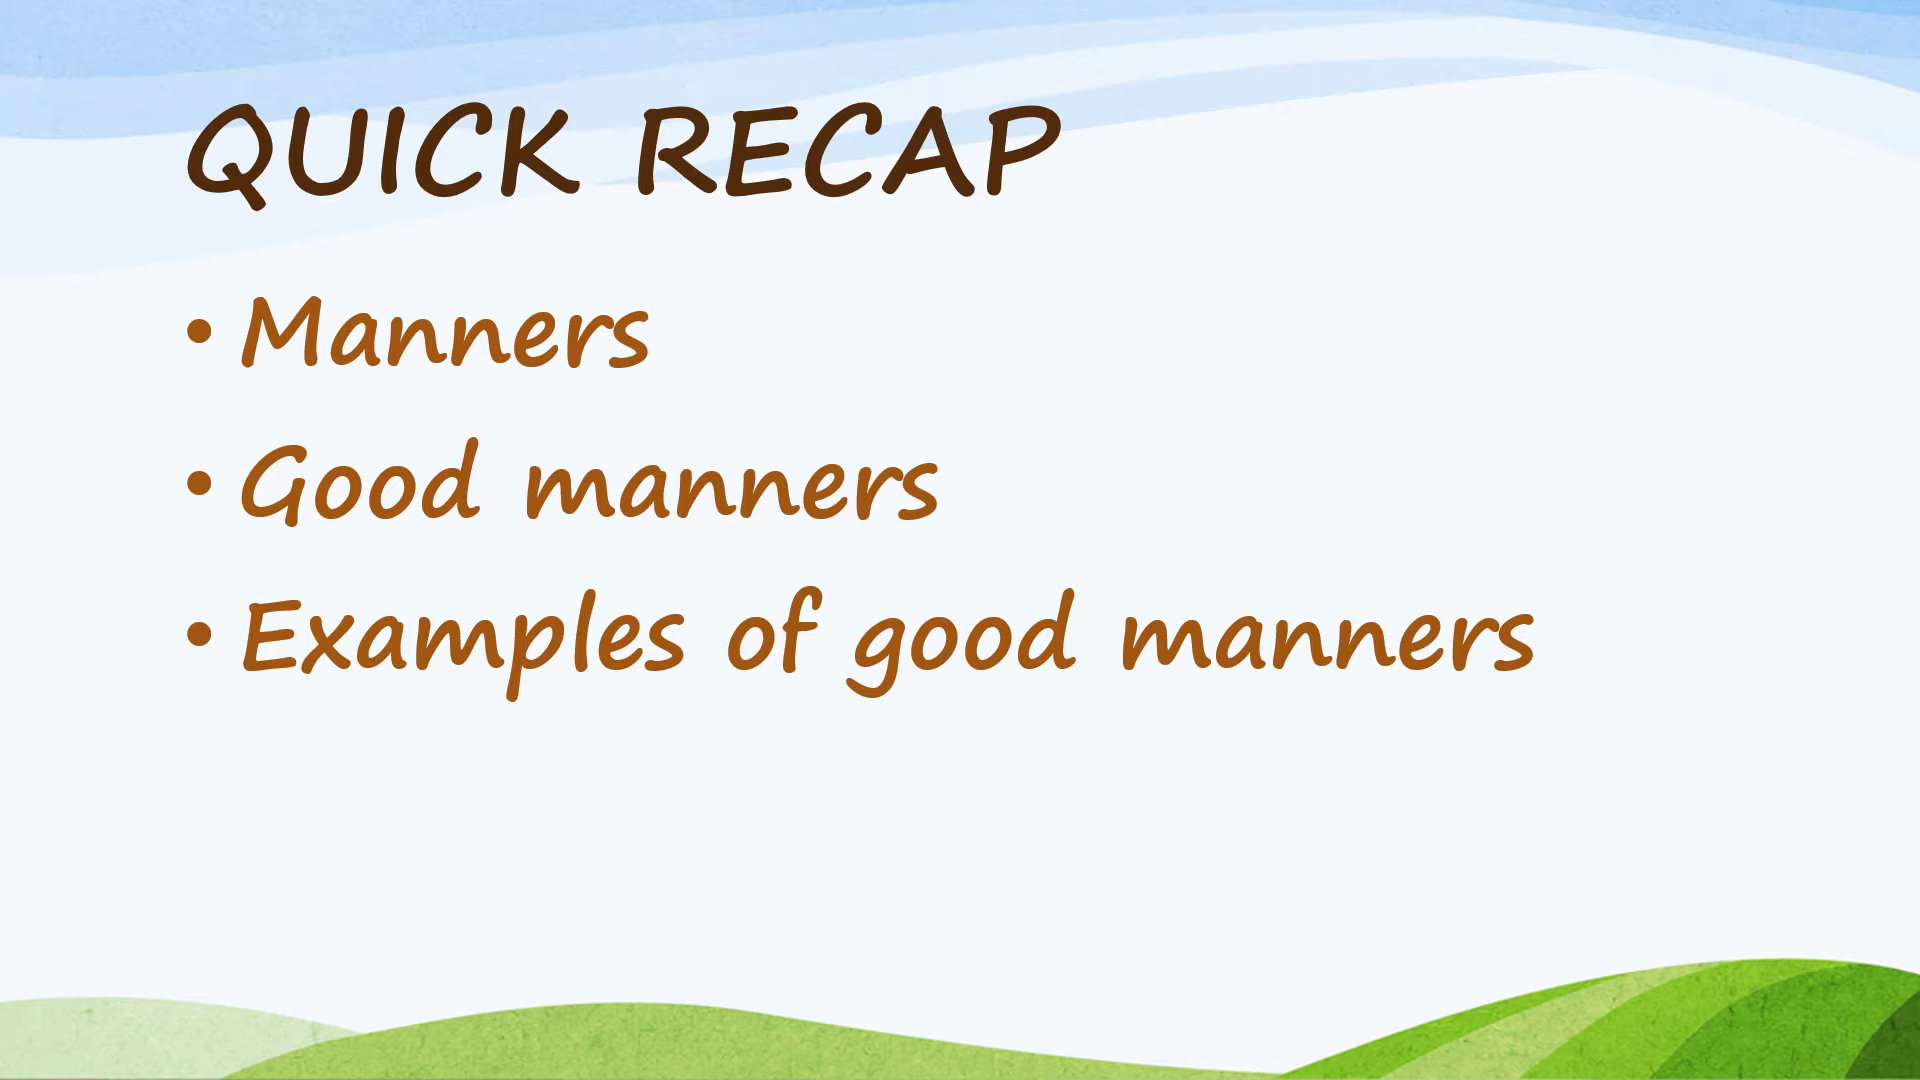 QUICK RECAP
• Manners
• Good manners
• Examples of good manners